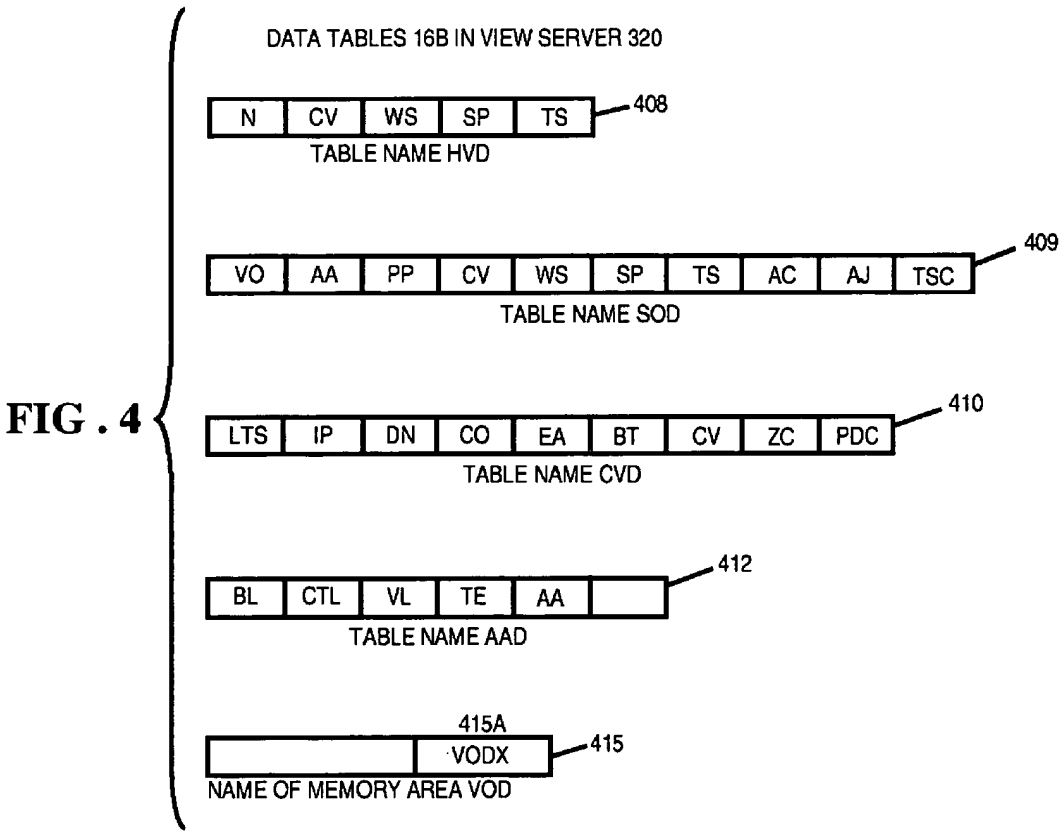 DATA TABLES 16B IN VIEW SERVER 320
N CV WS SP TS 408
TABLE NAME HVD
VO AA PP CV WS SP TS AC AJ TSC 409
TABLE NAME SOD
FIG . 4
LTS IP DN CO EA BT CV ZC PDC 410
TABLE NAME CVD
BL CTL VL TE AA 412
TABLE NAME AAD
415A
VODX 415
NAME OF MEMORY AREA VOD